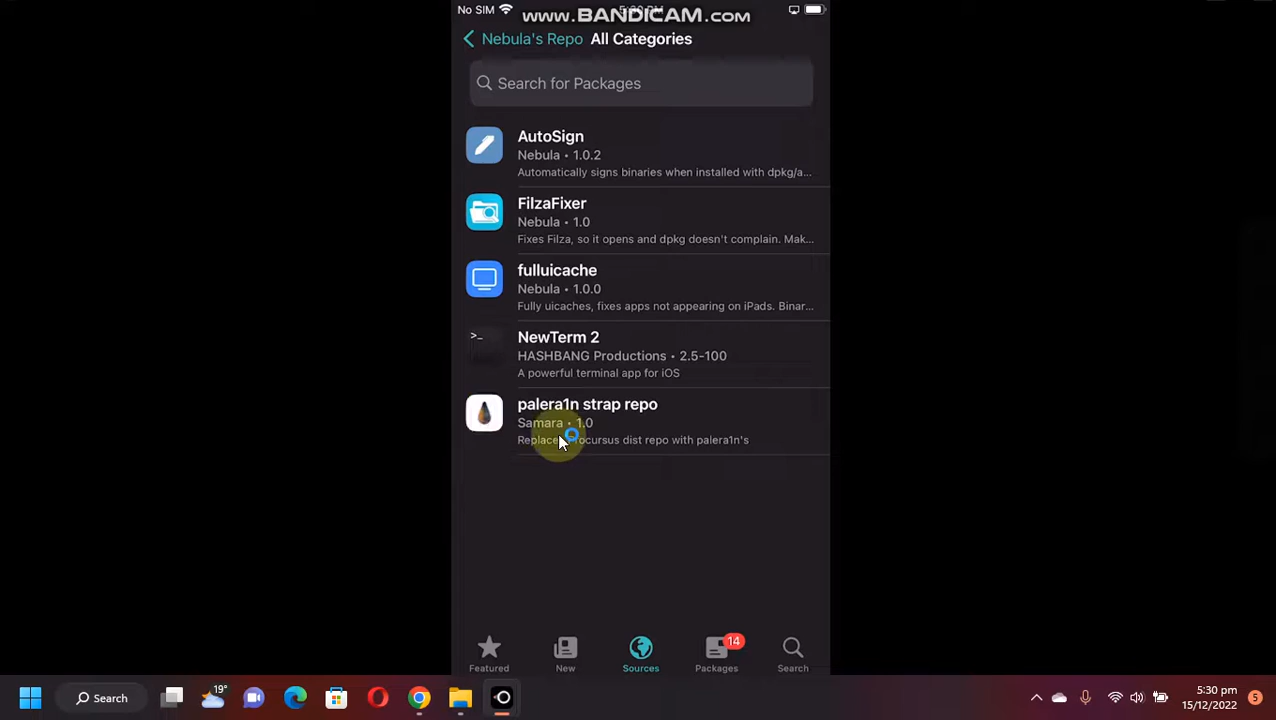 No SIM
www.BANDICAM.com
Nebula's Repo All Categories
Search for Packages
AutoSign
Nebula • 1.0.2
Automatically signs binaries when installed with dpkg/a...
FilzaFixer
Nebula • 1.0
Fixes Filza, so it opens and dpkg doesn't complain. Mak...
fulluicache
Nebula • 1.0.0
Fully uicaches, fixes apps not appearing on iPads. Binar...
>_
NewTerm 2
HASHBANG Productions • 2.5-100
A powerful terminal app for iOS
palera1n strap repo
Samara • 1.0
dist repo with palera1n's
14
Featured New Sources Packages Search
Search
19°
5:30 pm
15/12/2022
5